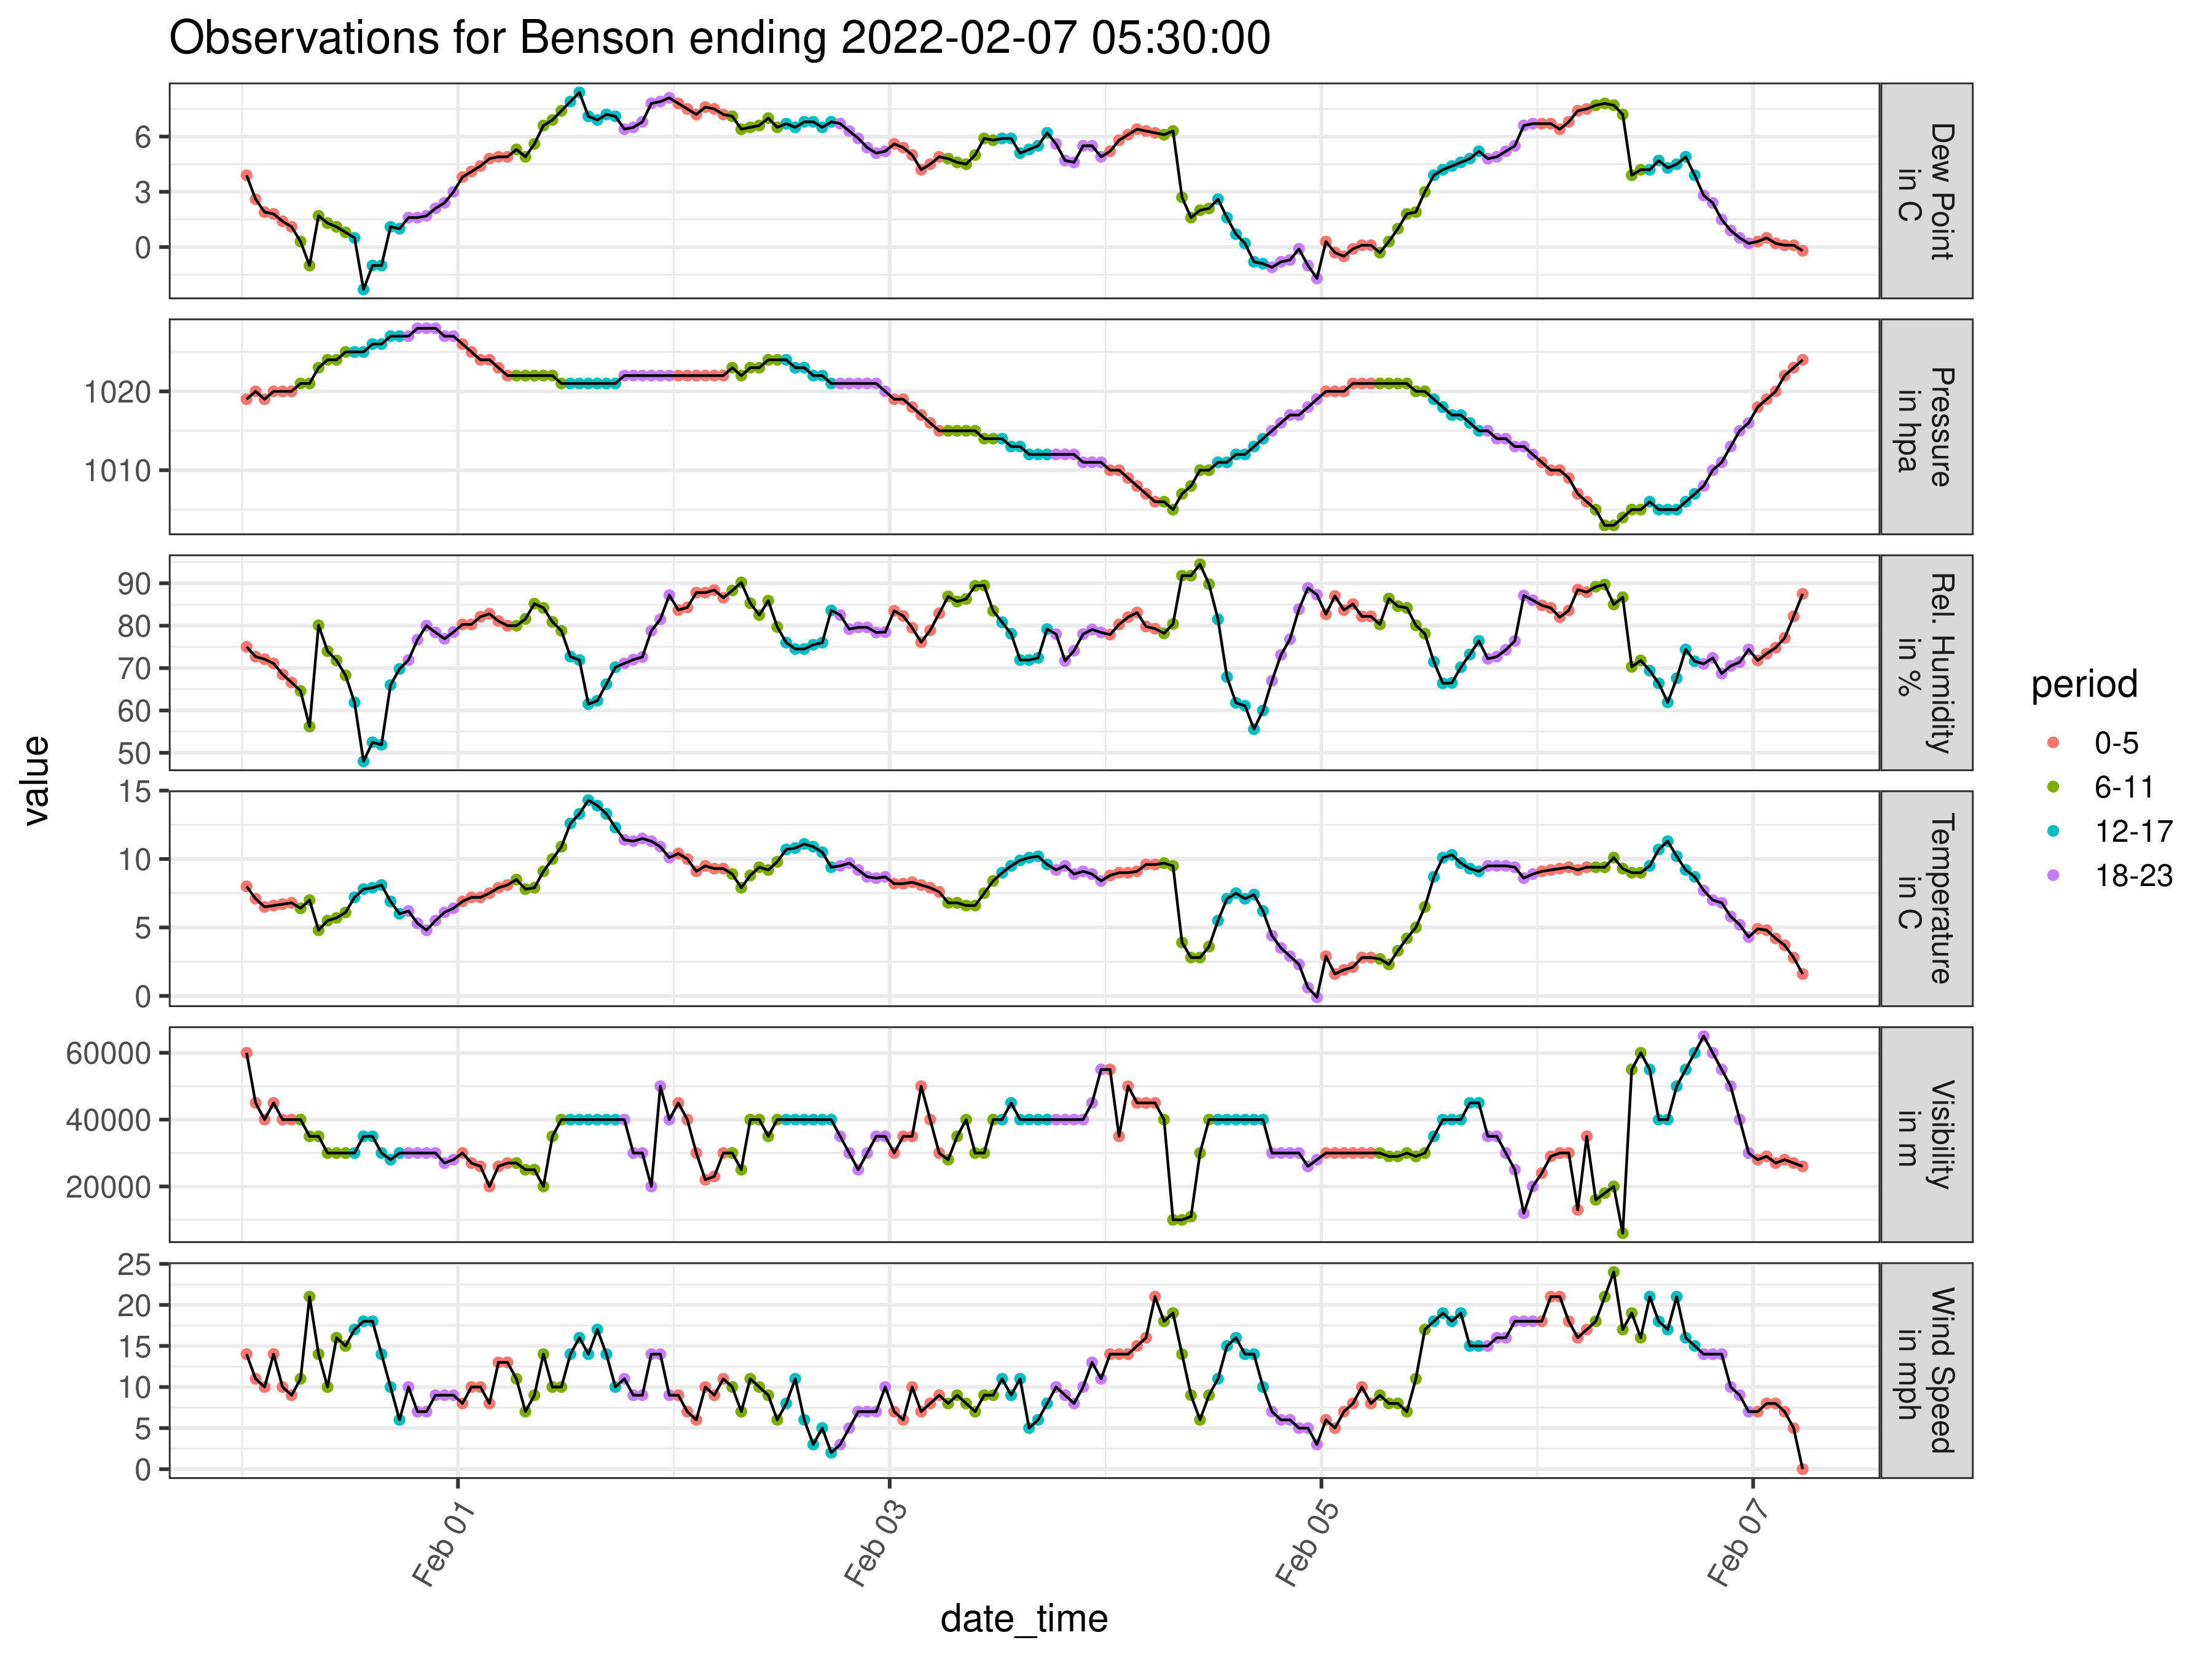 Observations for Benson ending 2022-02-07 05:30:00
value
6
3
0
Dew Point
in C
1020
1010
Pressure
in hpa
90
80
70
60
50
Rel. Humidity
in %
15
10
5
0
Temperature
in C
60000
40000
20000
Visibility
in m
25
20
15
10
5
0
Wind Speed
in mph
Feb 01
Feb 03
Feb 05
Feb 07
date_time
period
0-5
6-11
12-17
18-23